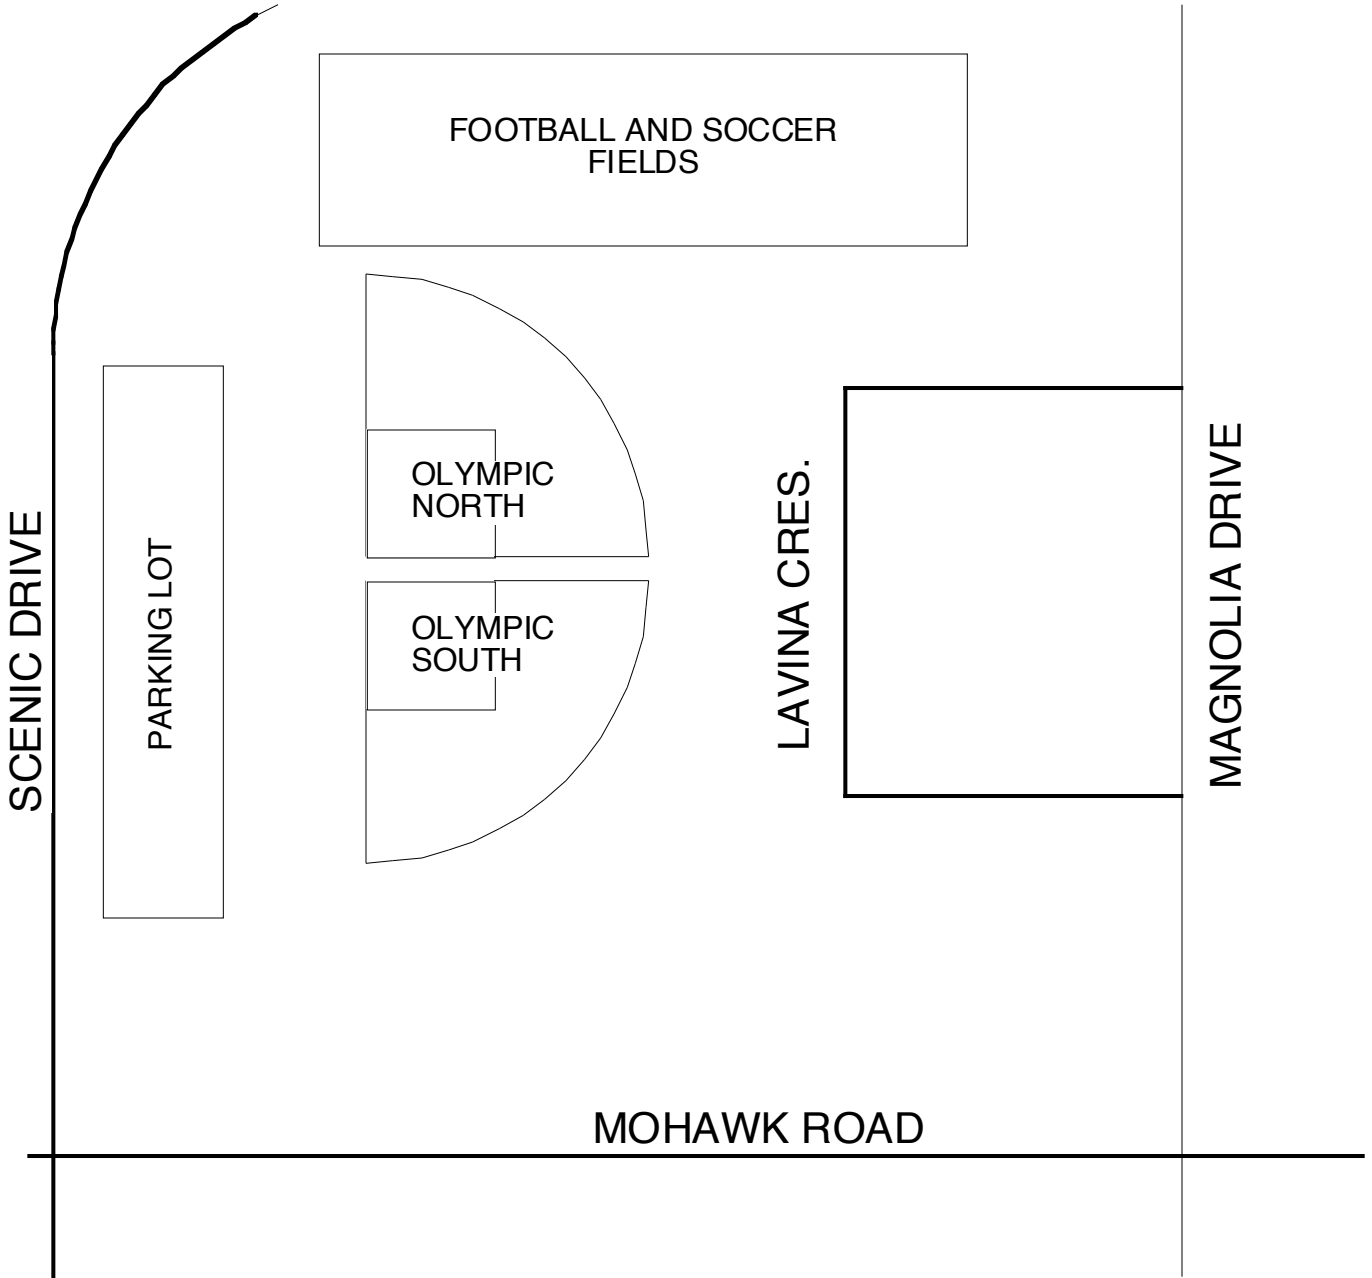 FOOTBALL AND SOCCER
FIELDS
OLYMPIC
NORTH
OLYMPIC
SOUTH
PARKING LOT
SCENIC DRIVE
LAVINA CRES.
MAGNOLIA DRIVE
MOHAWK ROAD